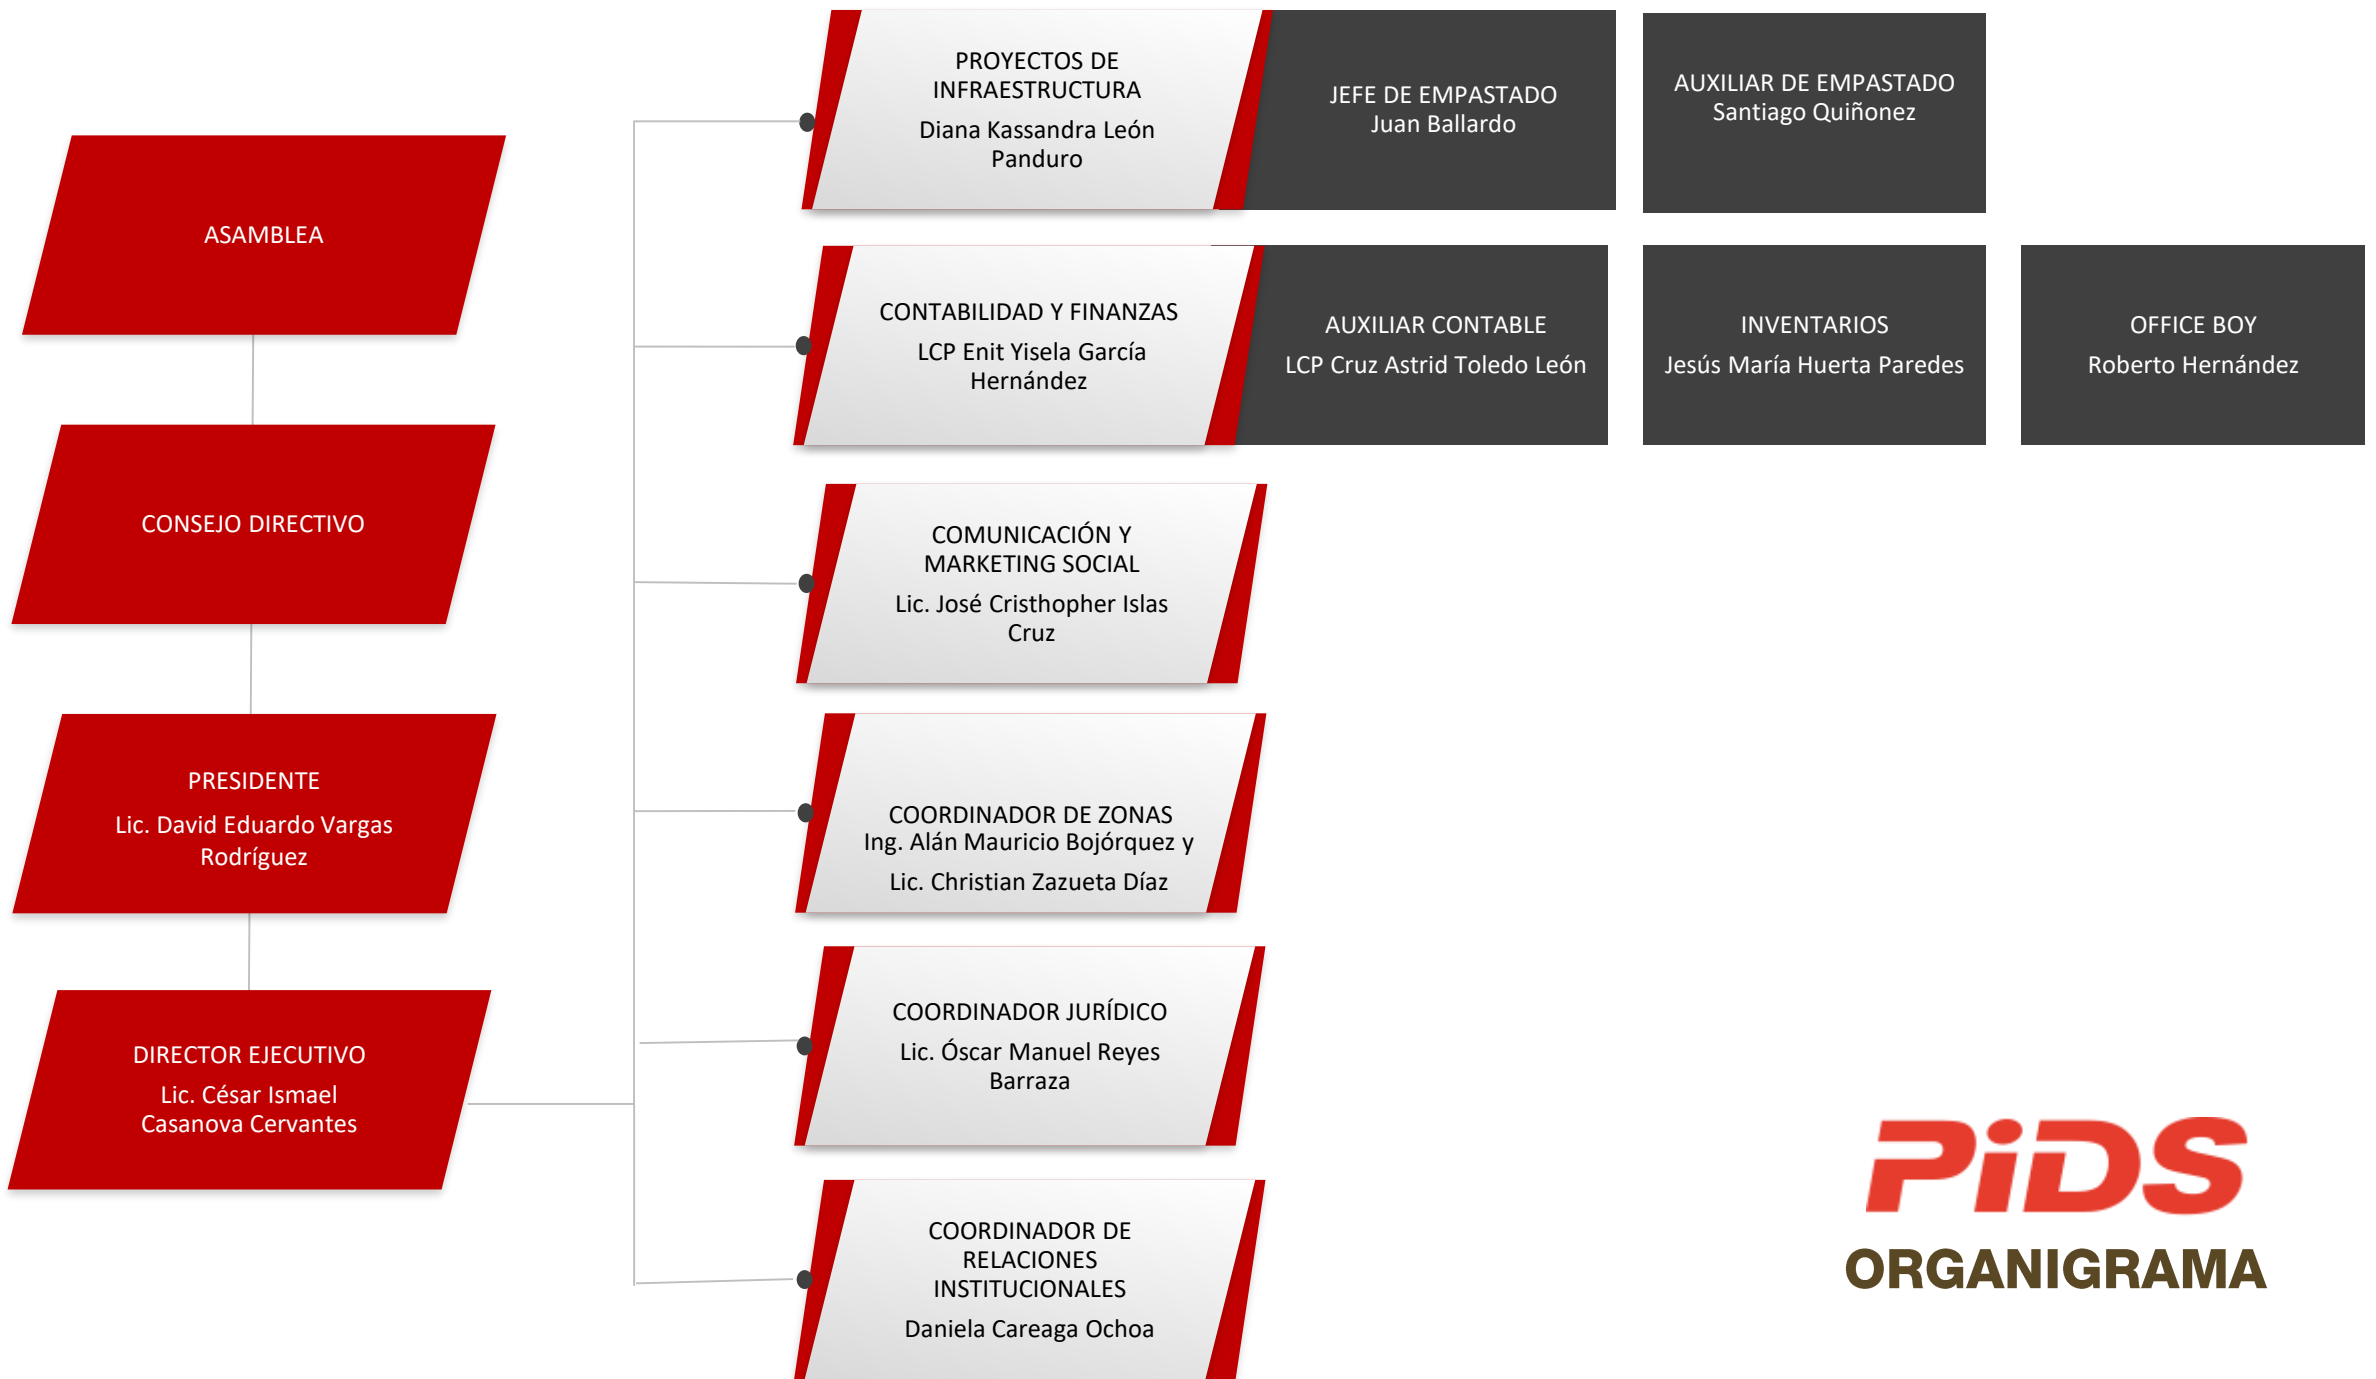 ASAMBLEA
CONSEJO DIRECTIVO
PRESIDENTE
Lic. David Eduardo Vargas
Rodríguez
DIRECTOR EJECUTIVO
Lic. César Ismael
Casanova Cervantes
PROYECTOS DE
INFRAESTRUCTURA
Diana Kassandra León
Panduro
JEFE DE EMPASTADO
Juan Ballardo
AUXILIAR DE EMPASTADO
Santiago Quiñonez
CONTABILIDAD Y FINANZAS
LCP Enit Yisela García
Hernández
AUXILIAR CONTABLE
LCP Cruz Astrid Toledo León
INVENTARIOS
Jesús María Huerta Paredes
OFFICE BOY
Roberto Hernández
COMUNICACIÓN Y
MARKETING SOCIAL
Lic. José Cristhopher Islas
Cruz
COORDINADOR DE ZONAS
Ing. Alán Mauricio Bojórquez y
Lic. Christian Zazueta Díaz
COORDINADOR JURÍDICO
Lic. Óscar Manuel Reyes
Barraza
COORDINADOR DE
RELACIONES
INSTITUCIONALES
Daniela Careaga Ochoa
PiDS
ORGANIGRAMA